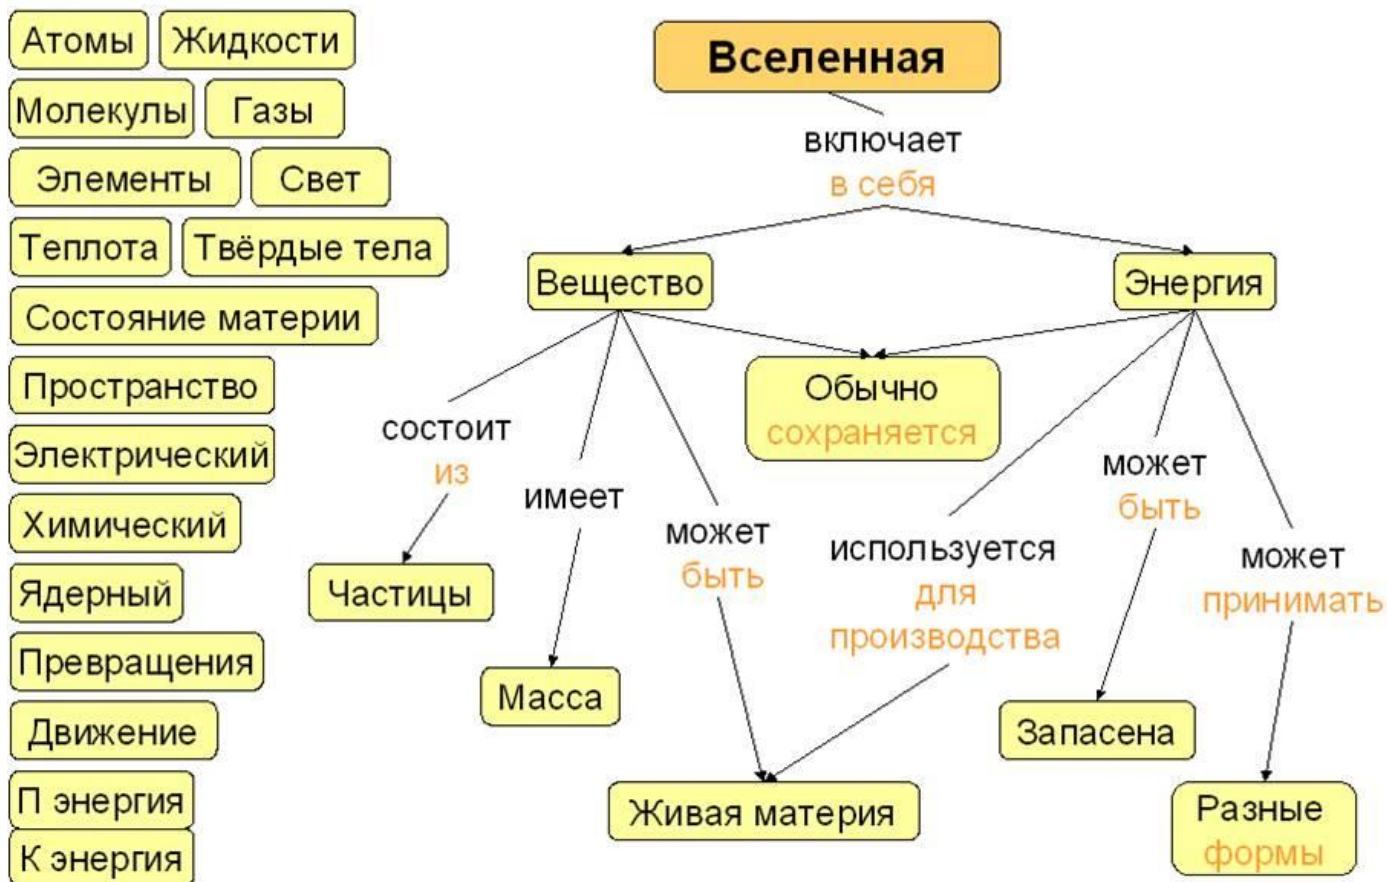 Атомы
Жидкости
Молекулы
Газы
Элементы
Свет
Теплота
Твёрдые тела
Состояние материи
Пространство
Электрический
Химический
Ядерный
Превращения
Движение
П энергия
К энергия
Вселенная
включает
в себя
Вещество
Энергия
Обычно
сохраняется
состоит
из
имеет
может
быть
используется
для
производства
может
быть
может
принимать
Частицы
Масса
Живая материя
Запасена
Разные
формы